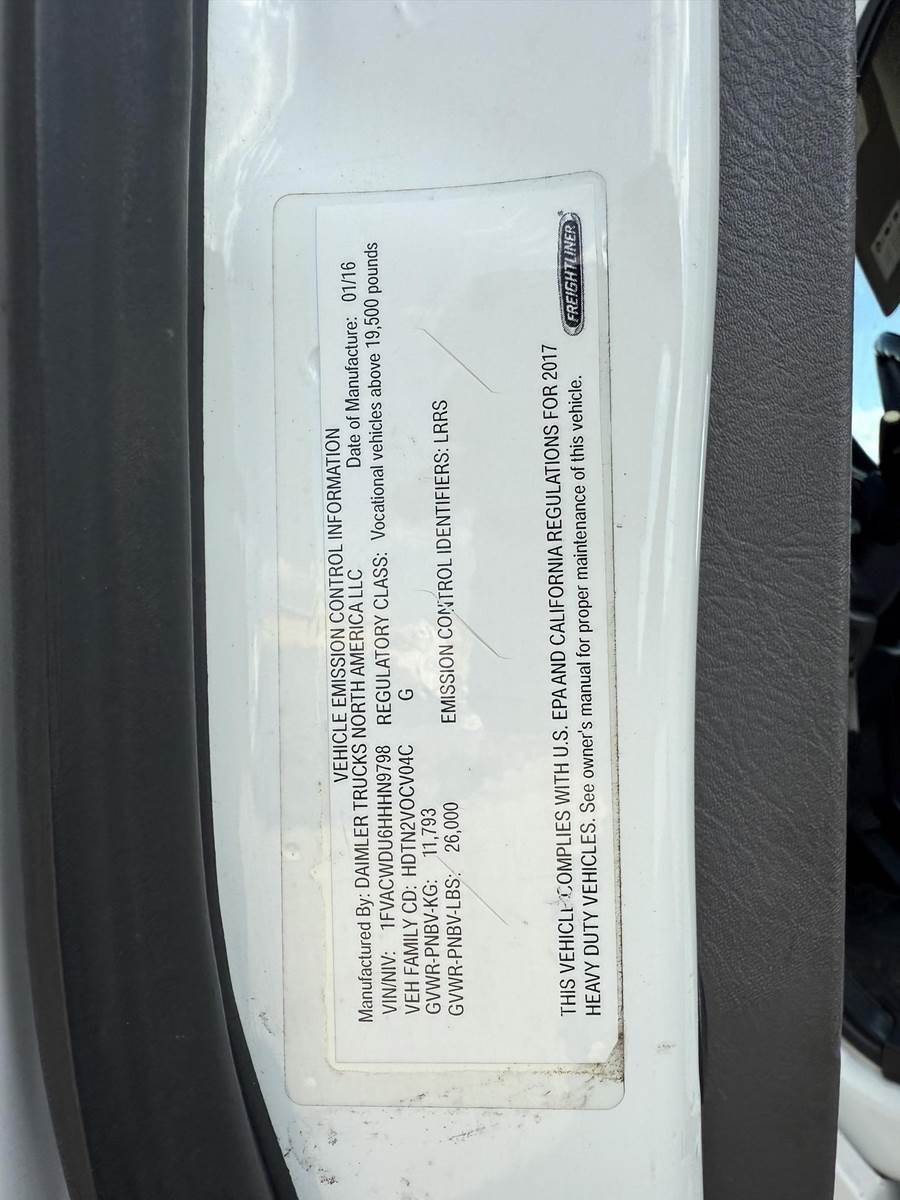 VEHICLE EMISSION CONTROL INFORMATION
Manufactured By: DAIMLER TRUCKS NORTH AMERICA LLC Date of Manufacture: 01/16
VIN/NIV: 1FVACWDU6HHHN9798 REGULATORY CLASS: Vocational vehicles above 19,500 pounds
VEH FAMILY CD: HDTN2VOCV04C G
GVWR-PNBV-KG: 11,793
GVWR-PNBV-LBS: 26,000 EMISSION CONTROL IDENTIFIERS: LRRS
THIS VEHICLE COMPLIES WITH U.S. EPA AND CALIFORNIA REGULATIONS FOR 2017
HEAVY DUTY VEHICLES. See owner's manual for proper maintenance of this vehicle.
FREIGHTLINER